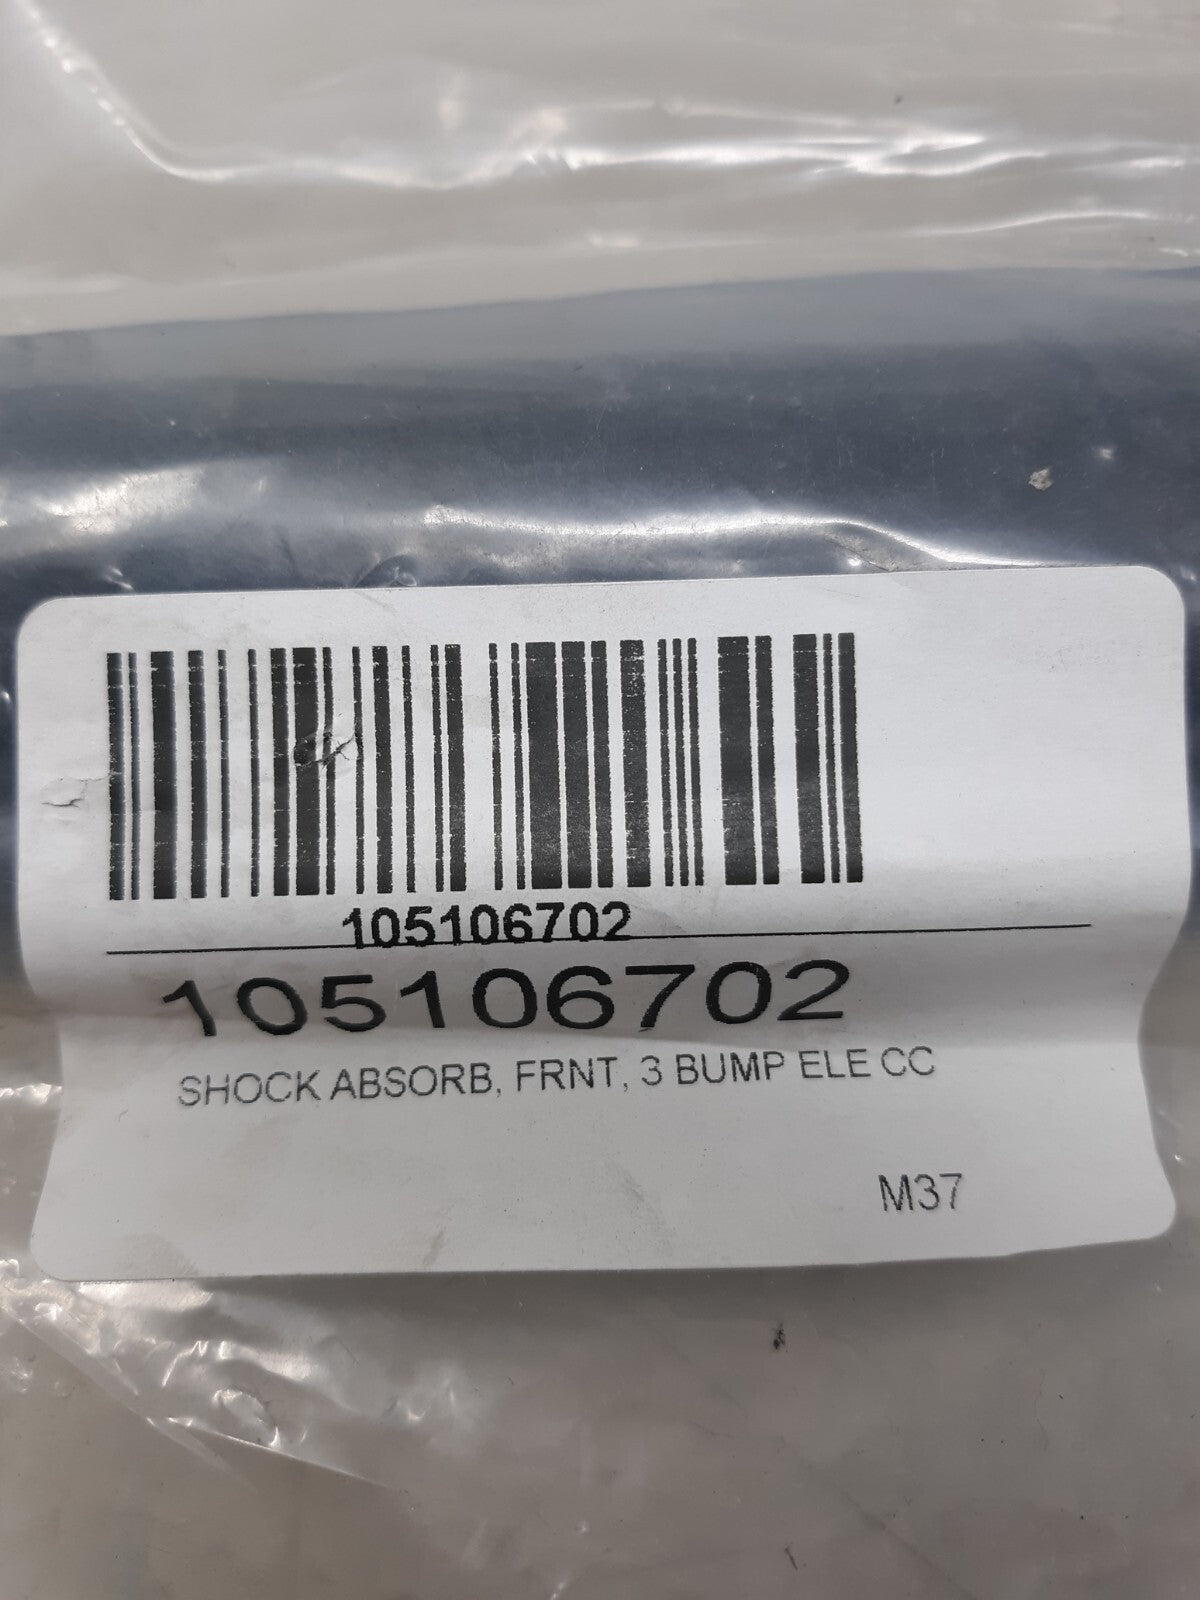 105106702
105106702
SHOCK ABSORB, FRNT, 3 BUMP ELE CC
M37